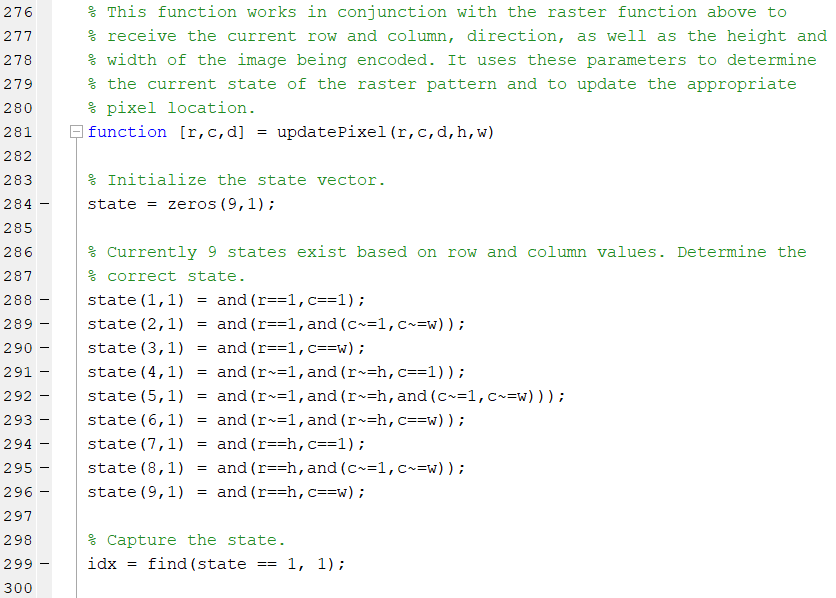 276 % This function works in conjunction with the raster function above to
277 % receive the current row and column, direction, as well as the height and
278 % width of the image being encoded. It uses these parameters to determine
279 % the current state of the raster pattern and to update the appropriate
280 % pixel location.
281 function [r,c,d] = updatePixel(r,c,d,h,w)
282
283 % Initialize the state vector.
284 – state = zeros(9,1);
285
286 % Currently 9 states exist based on row and column values. Determine the
287 % correct state.
288 – state(1,1) = and(r==1,c==1);
289 – state(2,1) = and(r==1,and(c~=1,c~=w));
290 – state(3,1) = and(r==1,c==w);
291 – state(4,1) = and(r~=1,and(r~=h,c==1));
292 – state(5,1) = and(r~=1,and(r~=h,and(c~=1,c~=w)));
293 – state(6,1) = and(r~=1,and(r~=h,c==w));
294 – state(7,1) = and(r==h,c==1);
295 – state(8,1) = and(r==h,and(c~=1,c~=w));
296 – state(9,1) = and(r==h,c==w);
297
298 % Capture the state.
299 – idx = find(state == 1, 1);
300